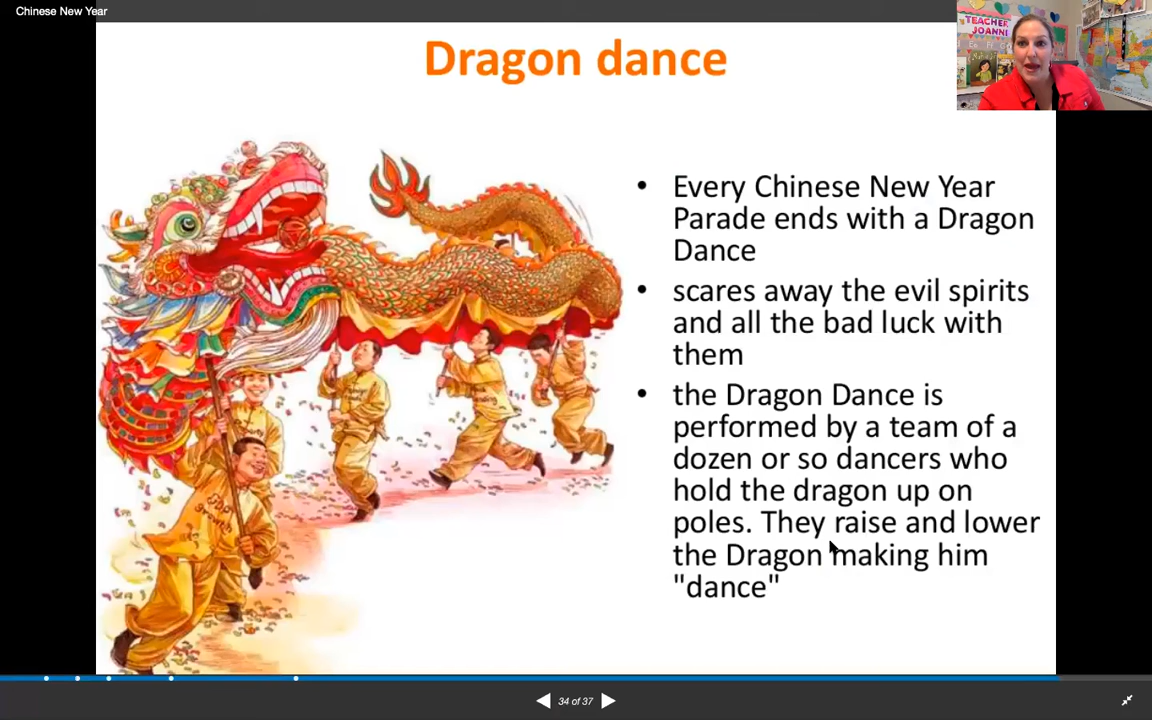 Chinese New Year
TEACHER
JOANNE
Dragon dance
• Every Chinese New Year
Parade ends with a Dragon
Dance
• scares away the evil spirits
and all the bad luck with
them
• the Dragon Dance is
performed by a team of a
dozen or so dancers who
hold the dragon up on
poles. They raise and lower
the Dragon making him
"dance"
34 of 37